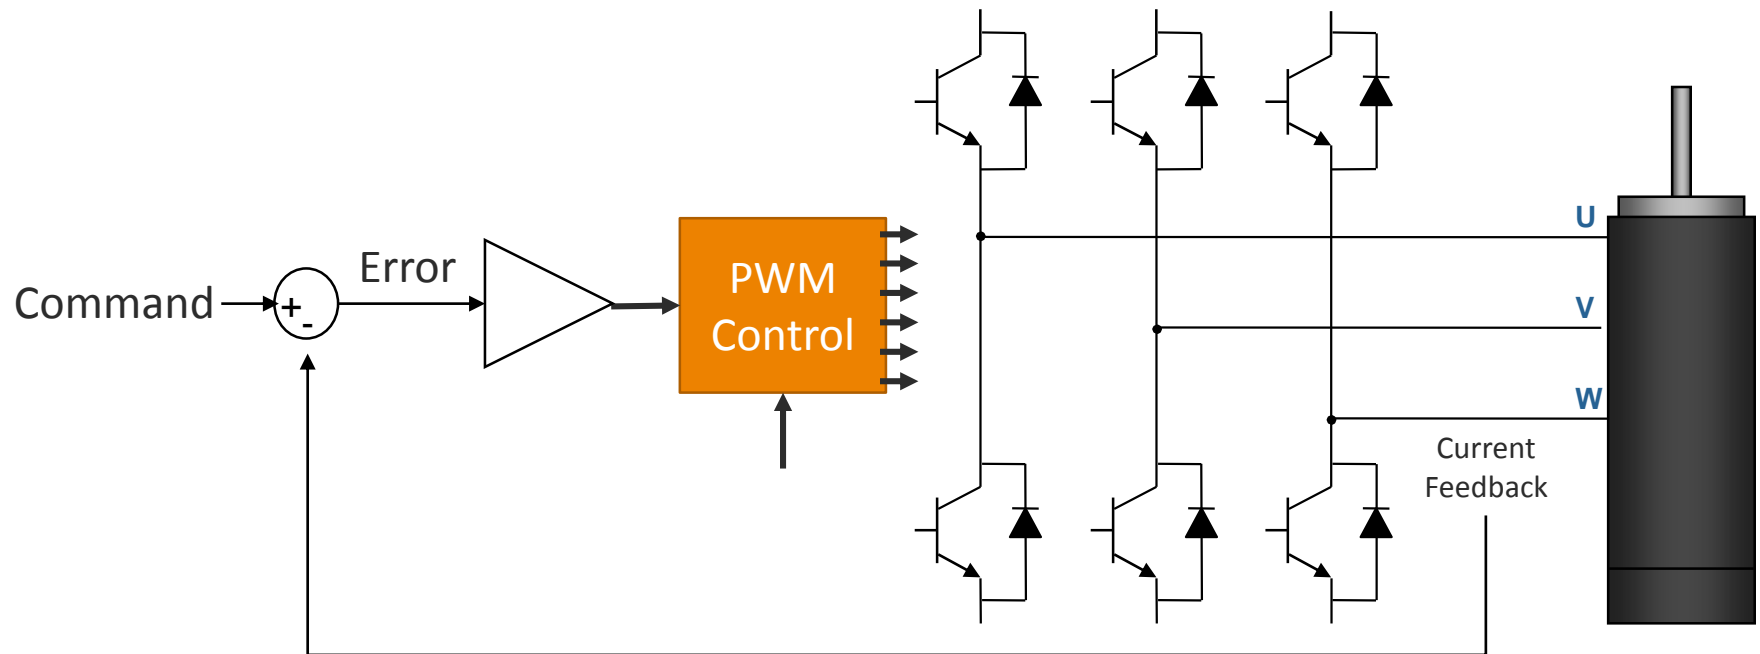 Command
+
-
Error
PWM
Control
U
V
W
Current
Feedback